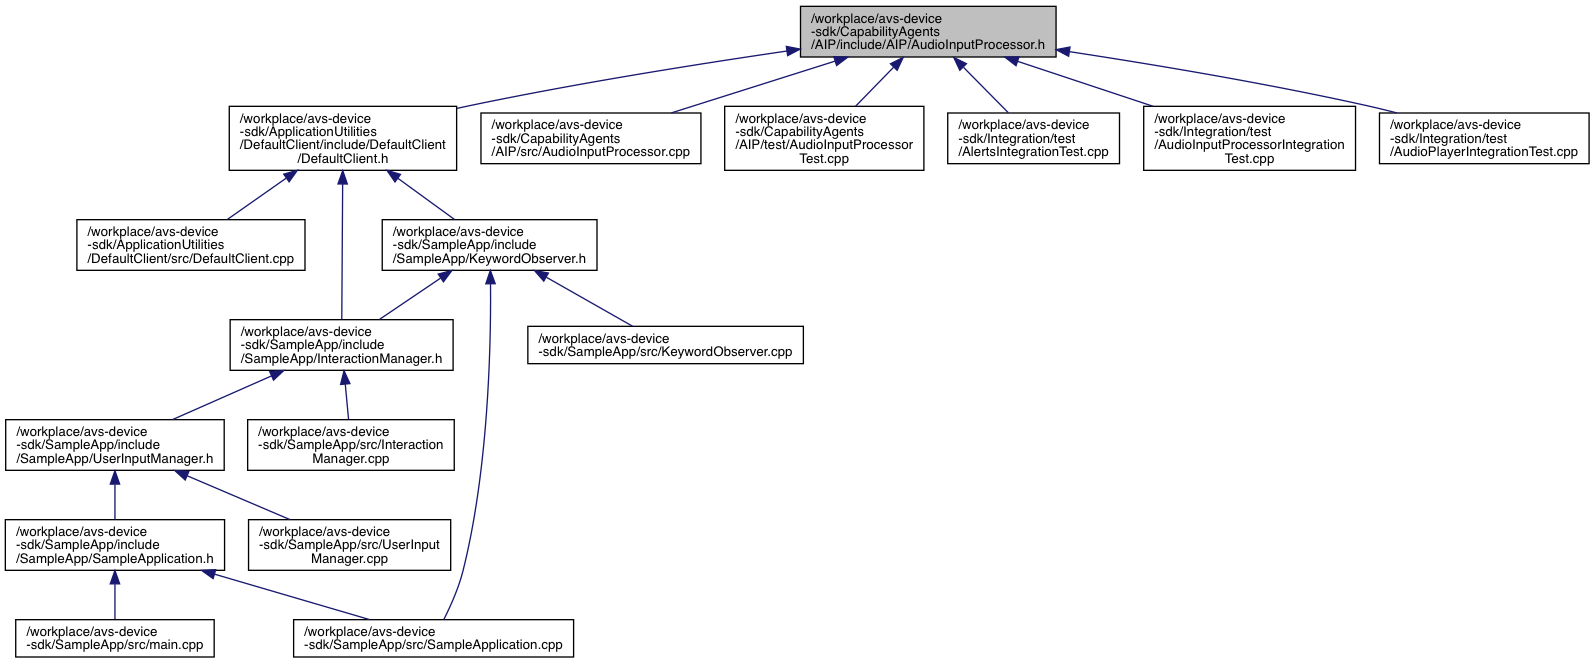 /workplace/avs-device
-sdk/CapabilityAgents
/AIP/include/AIP/AudioInputProcessor.h
/workplace/avs-device
-sdk/ApplicationUtilities
/DefaultClient/include/DefaultClient
/DefaultClient.h
/workplace/avs-device
-sdk/CapabilityAgents
/AIP/src/AudioInputProcessor.cpp
/workplace/avs-device
-sdk/CapabilityAgents
/AIP/test/AudioInputProcessor
Test.cpp
/workplace/avs-device
-sdk/Integration/test
/AlertsIntegrationTest.cpp
/workplace/avs-device
-sdk/Integration/test
/AudioInputProcessorIntegration
Test.cpp
/workplace/avs-device
-sdk/Integration/test
/AudioPlayerIntegrationTest.cpp
/workplace/avs-device
-sdk/ApplicationUtilities
/DefaultClient/src/DefaultClient.cpp
/workplace/avs-device
-sdk/SampleApp/include
/SampleApp/KeywordObserver.h
/workplace/avs-device
-sdk/SampleApp/include
/SampleApp/InteractionManager.h
/workplace/avs-device
-sdk/SampleApp/src/KeywordObserver.cpp
/workplace/avs-device
-sdk/SampleApp/include
/SampleApp/UserInputManager.h
/workplace/avs-device
-sdk/SampleApp/src/Interaction
Manager.cpp
/workplace/avs-device
-sdk/SampleApp/include
/SampleApp/SampleApplication.h
/workplace/avs-device
-sdk/SampleApp/src/UserInput
Manager.cpp
/workplace/avs-device
-sdk/SampleApp/src/main.cpp
/workplace/avs-device
-sdk/SampleApp/src/SampleApplication.cpp